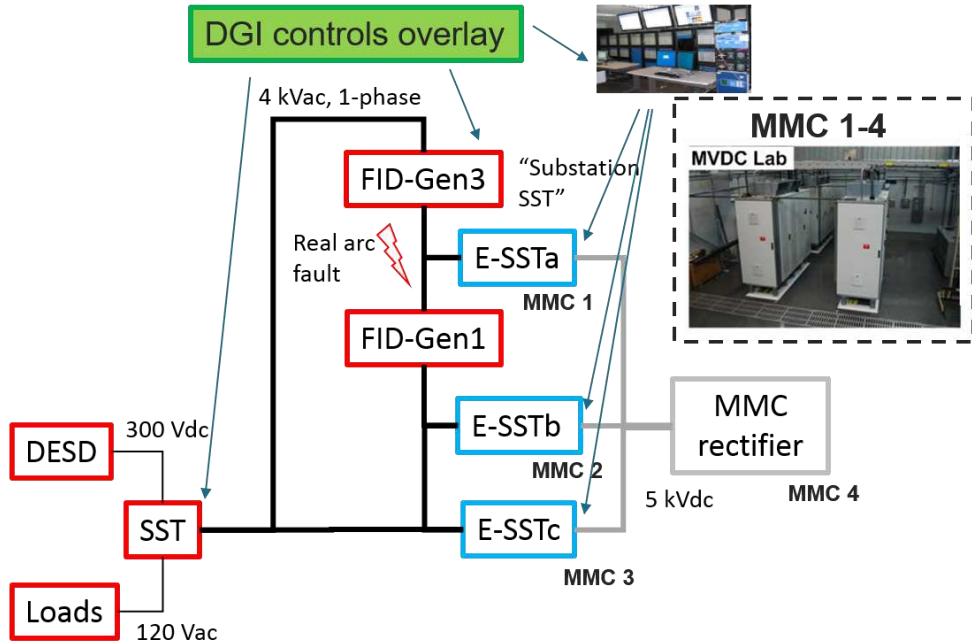 DGI controls overlay
4 kVac, 1-phase
MMC 1-4
MVDC Lab
FID-Gen3
“Substation
SST”
Real arc
fault
E-SSTa
MMC 1
FID-Gen1
MMC
rectifier
MMC 4
300 Vdc
DESD
E-SSTb
MMC 2
5 kVdc
SST
E-SSTc
MMC 3
Loads
120 Vac